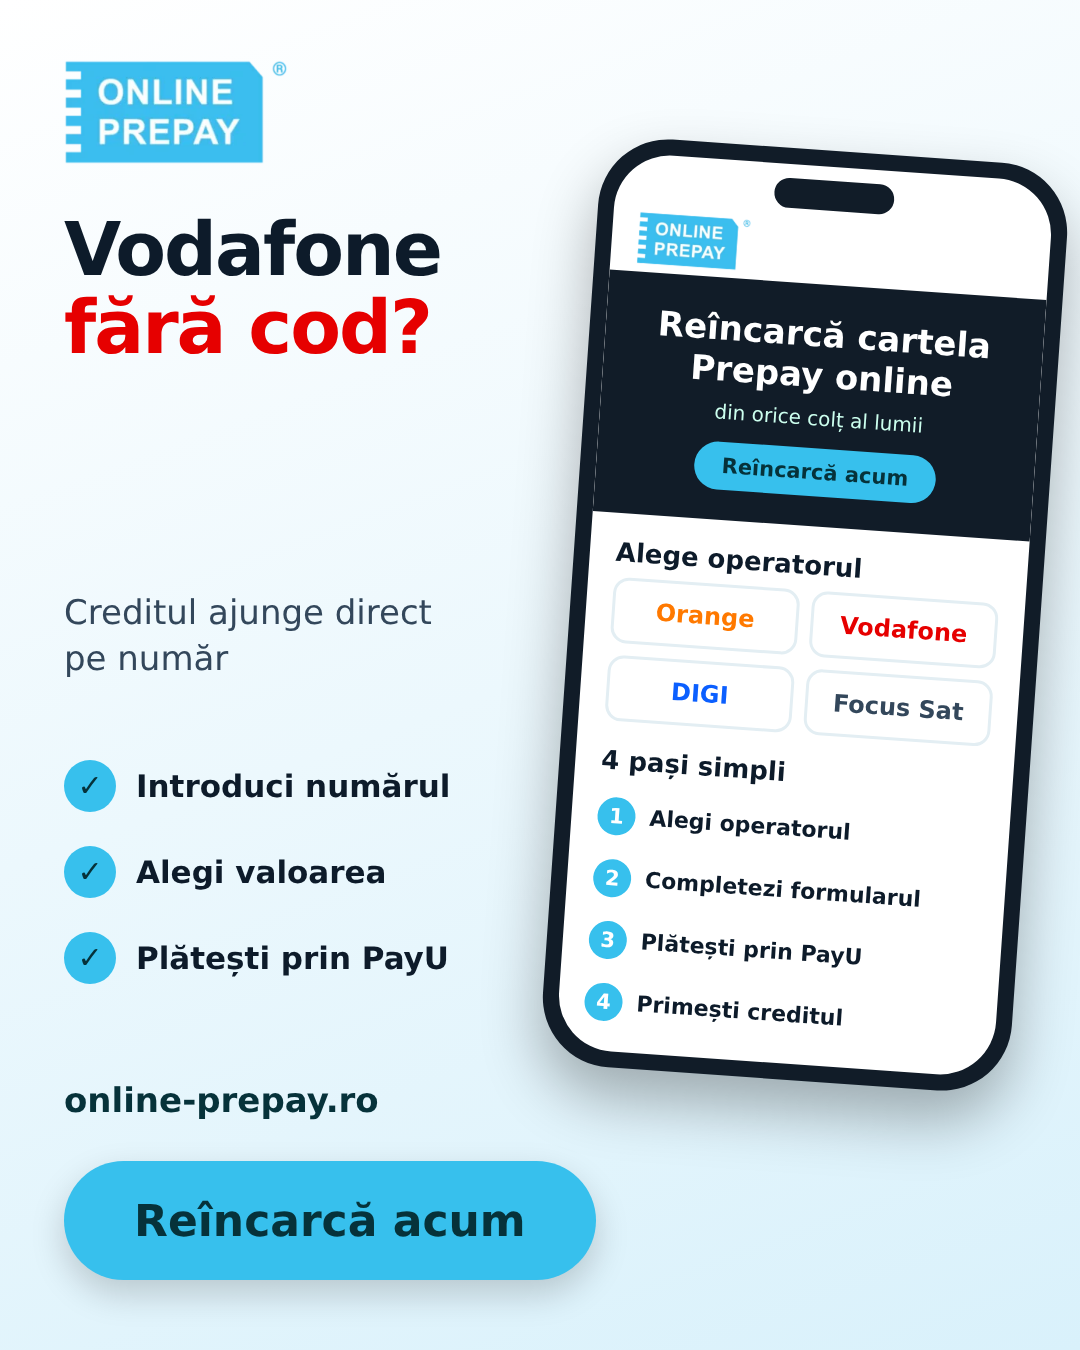 ONLINE
PREPAY
®
Vodafone
fără cod?
Creditul ajunge direct
pe număr
✓ Introduci numărul
✓ Alegi valoarea
✓ Plătești prin PayU
online-prepay.ro
Reîncarcă acum
ONLINE
PREPAY
®
Reîncarcă cartela
Prepay online
din orice colț al lumii
Reîncarcă acum
Alege operatorul
Orange
Vodafone
DIGI
Focus Sat
4 pași simpli
1 Alegi operatorul
2 Completezi formularul
3 Plătești prin PayU
4 Primești creditul